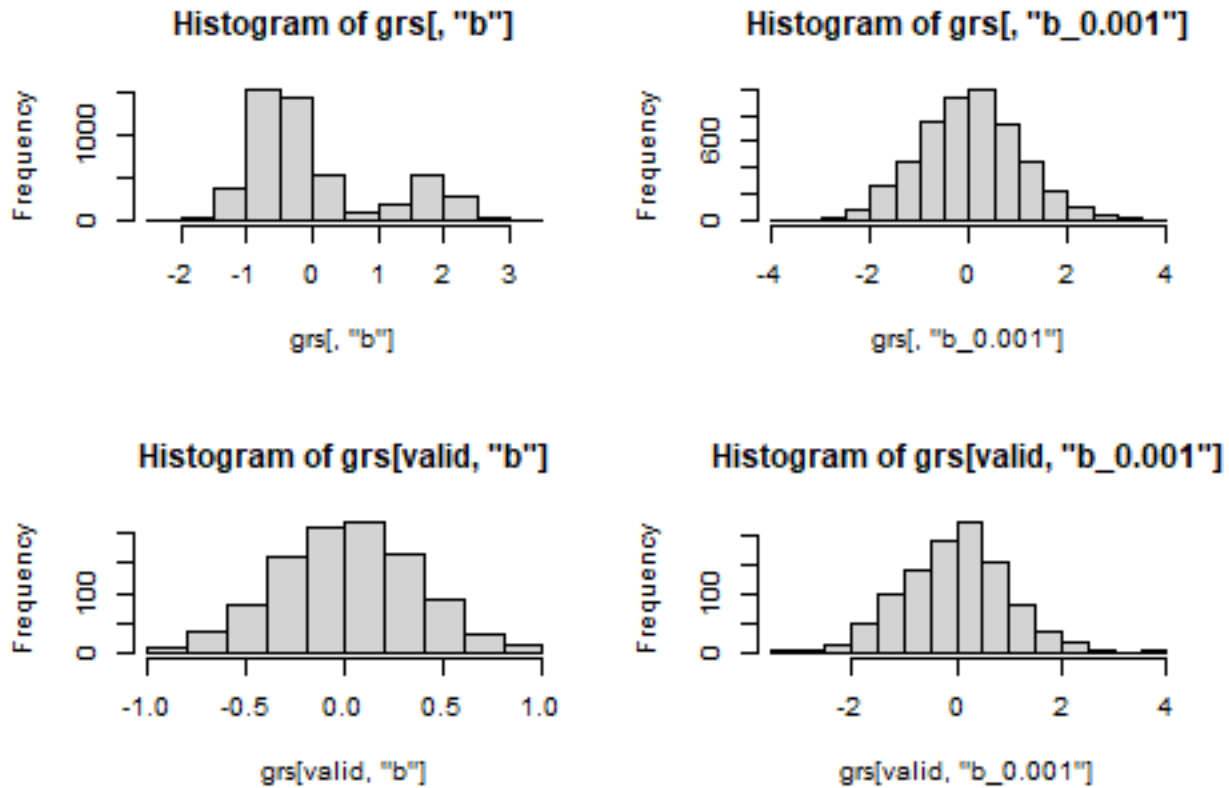 Histogram of grs[, "b"]
Frequency
1000
0
-2 -1 0 1 2 3
grs[, "b"]
Histogram of grs[, "b_0.001"]
Frequency
600
0
-4 -2 0 2 4
grs[, "b_0.001"]
Histogram of grs[valid, "b"]
Frequency
100
0
-1.0 -0.5 0.0 0.5 1.0
grs[valid, "b"]
Histogram of grs[valid, "b_0.001"]
Frequency
100
0
-2 0 2 4
grs[valid, "b_0.001"]